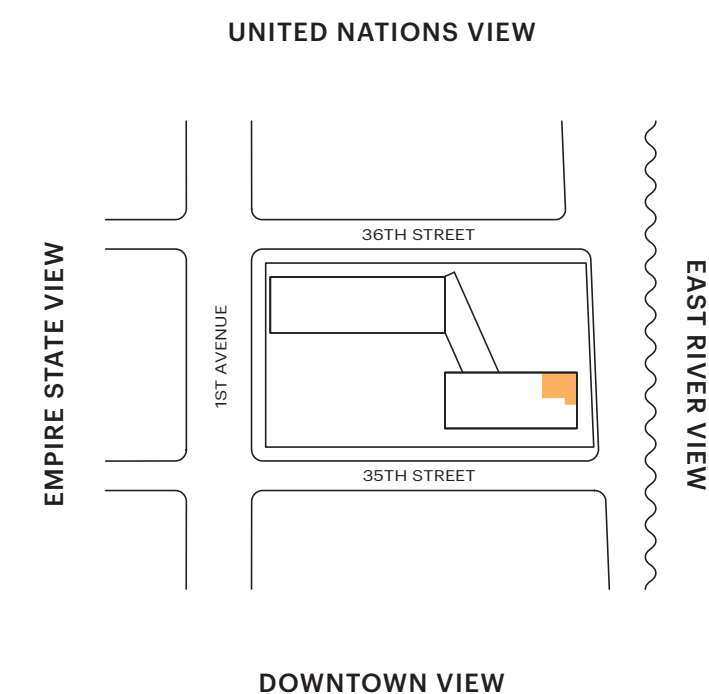 UNITED NATIONS VIEW
36TH STREET
EMPIRE STATE VIEW
1ST AVENUE
EAST RIVER VIEW
35TH STREET
DOWNTOWN VIEW